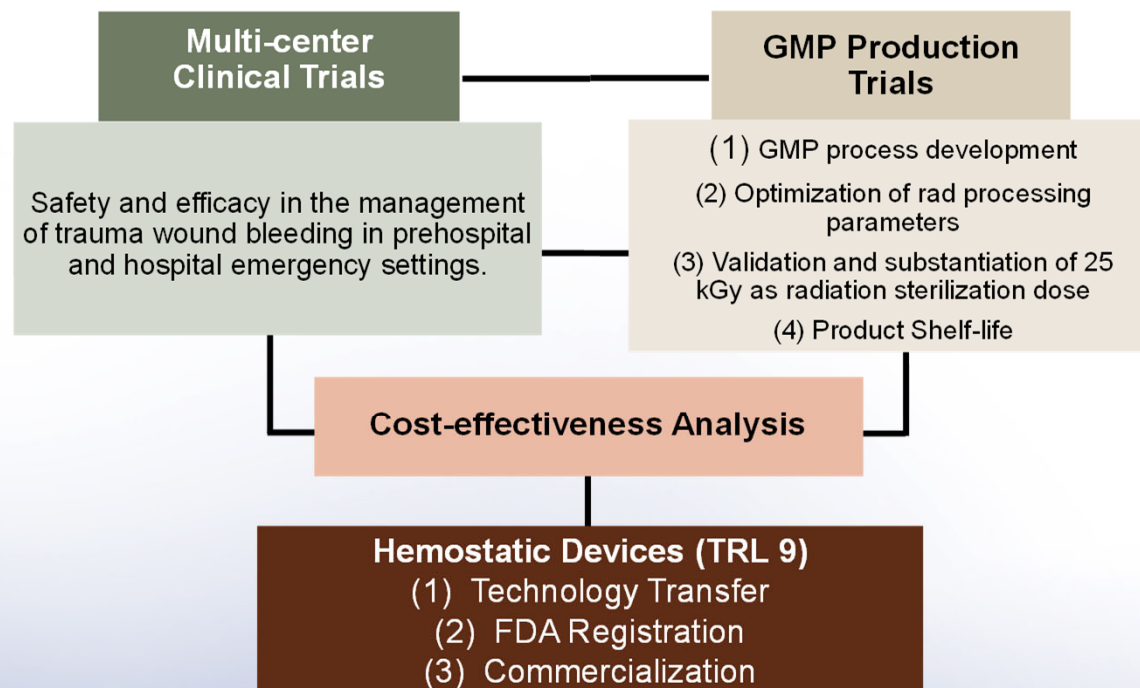 Multi-center
Clinical Trials
GMP Production
Trials
Safety and efficacy in the management
of trauma wound bleeding in prehospital
and hospital emergency settings.
(1) GMP process development
(2) Optimization of rad processing
parameters
(3) Validation and substantiation of 25
kGy as radiation sterilization dose
(4) Product Shelf-life
Cost-effectiveness Analysis
Hemostatic Devices (TRL 9)
(1) Technology Transfer
(2) FDA Registration
(3) Commercialization